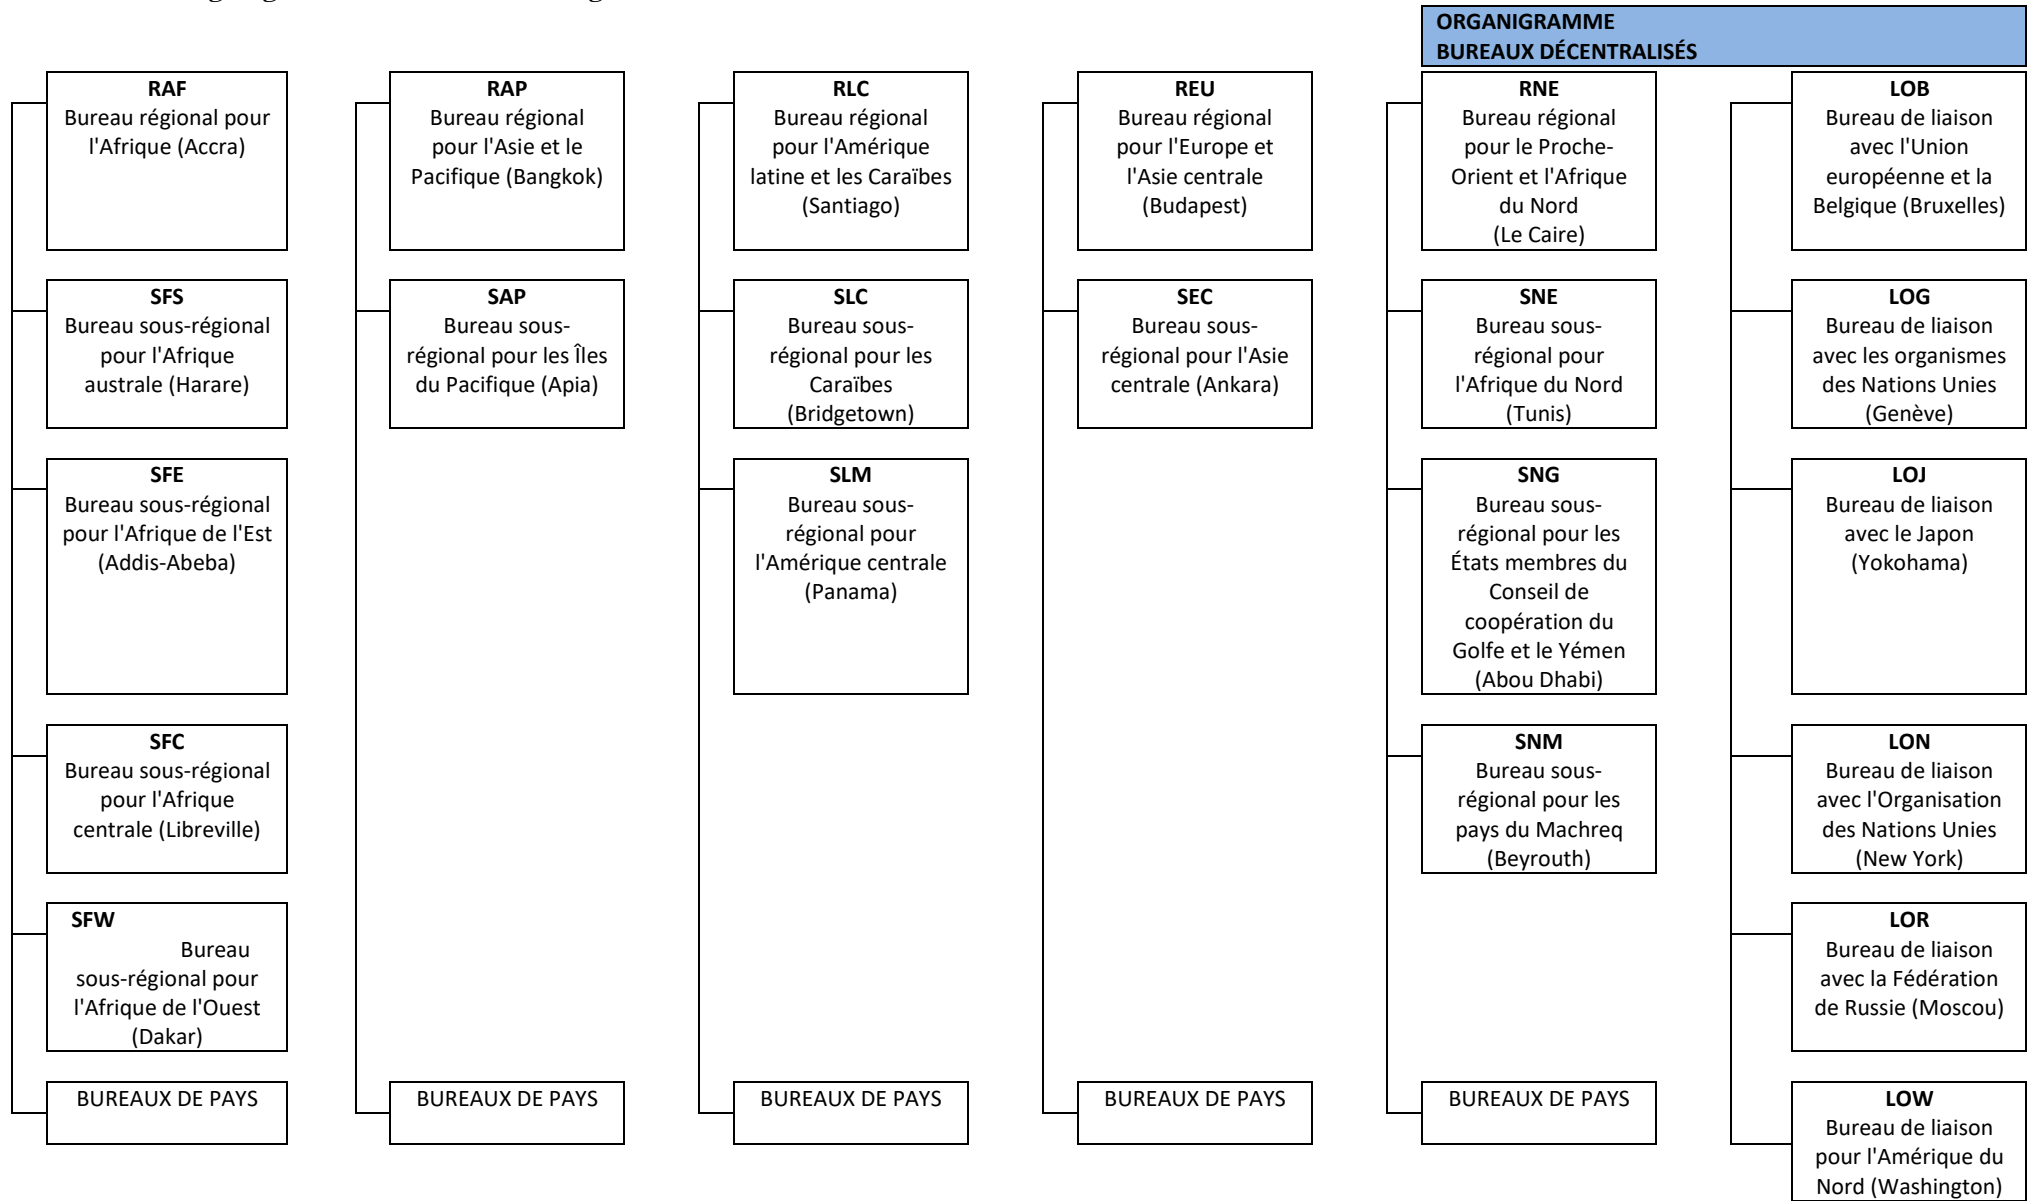 ORGANIGRAMME
BUREAUX DÉCENTRALISÉS
RAF
Bureau régional pour
l'Afrique (Accra)
SFS
Bureau sous-régional
pour l'Afrique
australe (Harare)
SFE
Bureau sous-régional
pour l'Afrique de l'Est
(Addis-Abeba)
SFC
Bureau sous-régional
pour l'Afrique
centrale (Libreville)
SFW
Bureau
sous-régional pour
l'Afrique de l'Ouest
(Dakar)
BUREAUX DE PAYS
RAP
Bureau régional
pour l'Asie et le
Pacifique (Bangkok)
SAP
Bureau sous-
régional pour les Îles
du Pacifique (Apia)
BUREAUX DE PAYS
RLC
Bureau régional
pour l'Amérique
latine et les Caraïbes
(Santiago)
SLC
Bureau sous-
régional pour les
Caraïbes
(Bridgetown)
SLM
Bureau sous-
régional pour
l'Amérique centrale
(Panama)
BUREAUX DE PAYS
REU
Bureau régional
pour l'Europe et
l'Asie centrale
(Budapest)
SEC
Bureau sous-
régional pour l'Asie
centrale (Ankara)
BUREAUX DE PAYS
RNE
Bureau régional
pour le Proche-
Orient et l'Afrique
du Nord
(Le Caire)
SNE
Bureau sous-
régional pour
l'Afrique du Nord
(Tunis)
SNG
Bureau sous-
régional pour les
États membres du
Conseil de
coopération du
Golfe et le Yémen
(Abou Dhabi)
SNM
Bureau sous-
régional pour les
pays du Machreq
(Beyrouth)
BUREAUX DE PAYS
LOB
Bureau de liaison
avec l'Union
européenne et la
Belgique (Bruxelles)
LOG
Bureau de liaison
avec les organismes
des Nations Unies
(Genève)
LOJ
Bureau de liaison
avec le Japon
(Yokohama)
LON
Bureau de liaison
avec l'Organisation
des Nations Unies
(New York)
LOR
Bureau de liaison
avec la Fédération
de Russie (Moscou)
LOW
Bureau de liaison
pour l'Amérique du
Nord (Washington)